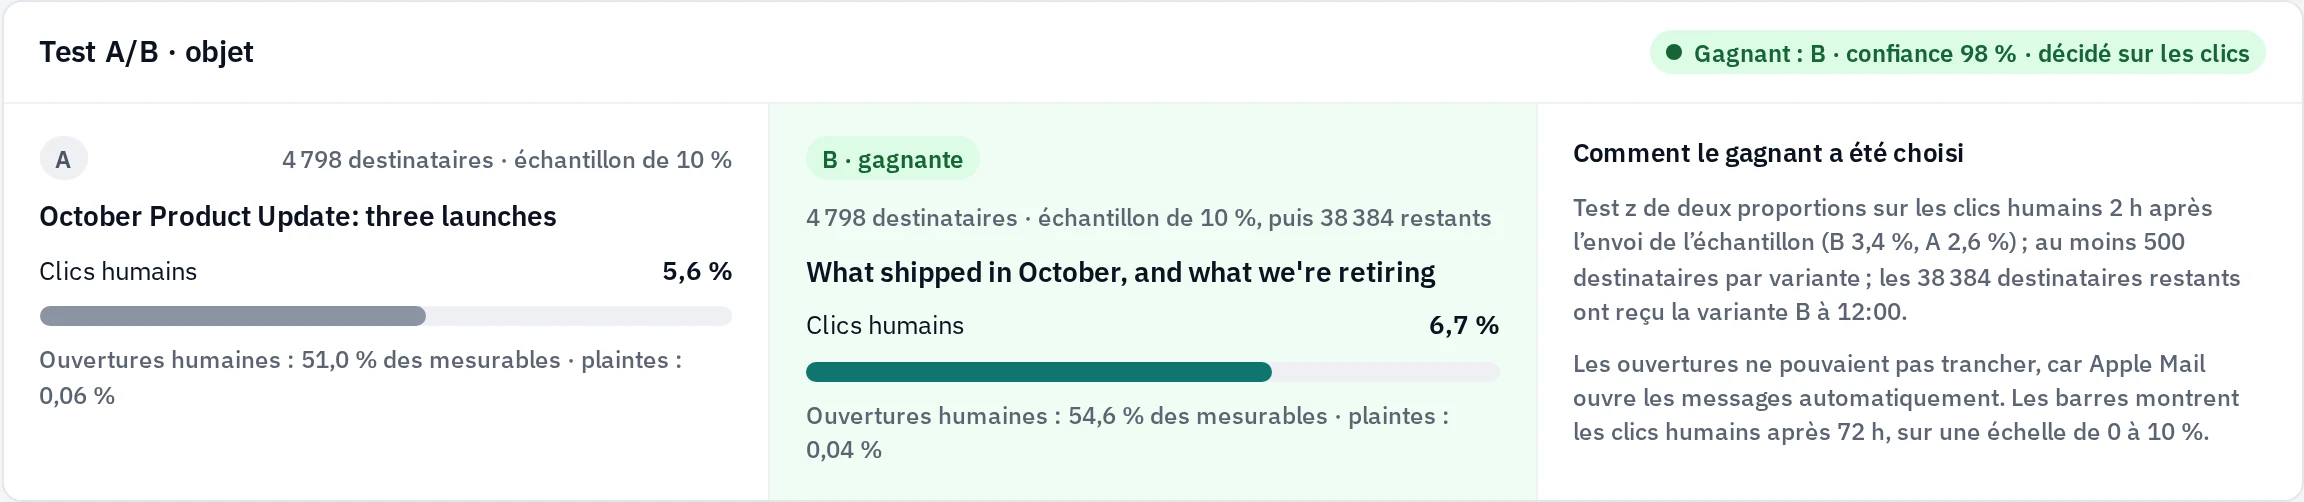 Test A/B · objet
Gagnant : B · confiance 98 % · décidé sur les clics
A
4 798 destinataires · échantillon de 10 %
October Product Update: three launches
Clics humains
5,6 %
Ouvertures humaines : 51,0 % des mesurables · plaintes :
0,06 %
B · gagnante
4 798 destinataires · échantillon de 10 %, puis 38 384 restants
What shipped in October, and what we're retiring
Clics humains
6,7 %
Ouvertures humaines : 54,6 % des mesurables · plaintes :
0,04 %
Comment le gagnant a été choisi
Test z de deux proportions sur les clics humains 2 h après
l’envoi de l’échantillon (B 3,4 %, A 2,6 %) ; au moins 500
destinataires par variante ; les 38 384 destinataires restants
ont reçu la variante B à 12:00.
Les ouvertures ne pouvaient pas trancher, car Apple Mail
ouvre les messages automatiquement. Les barres montrent
les clics humains après 72 h, sur une échelle de 0 à 10 %.